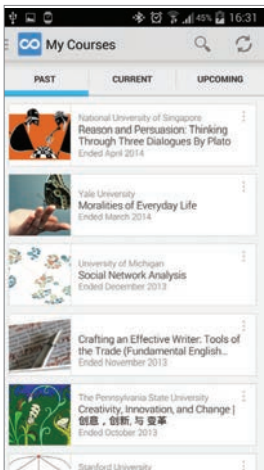 45% 16:31
My Courses
PAST CURRENT UPCOMING
National University of Singapore
Reason and Persuasion: Thinking
Through Three Dialogues By Plato
Ended April 2014
Yale University
Moralities of Everyday Life
Ended March 2014
University of Michigan
Social Network Analysis
Ended December 2013
Crafting an Effective Writer: Tools of
the Trade (Fundamental English...
Ended November 2013
The Pennsylvania State University
Creativity, Innovation, and Change |
创意，创新, 与 变革
Ended October 2013
Stanford University